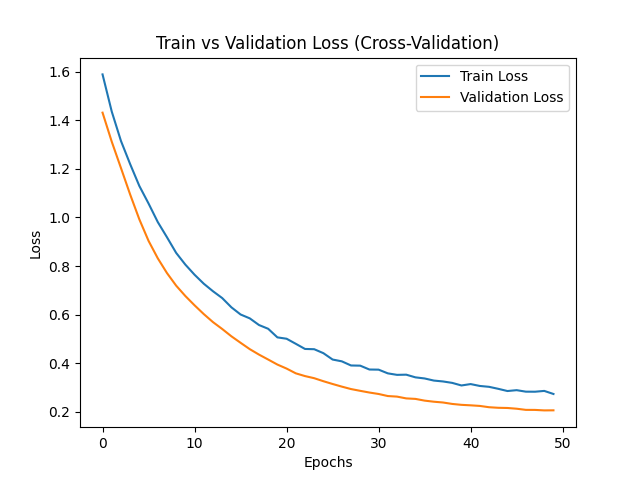 Train vs Validation Loss (Cross-Validation)
Train Loss
Validation Loss
Loss
1.6
1.4
1.2
1.0
0.8
0.6
0.4
0.2
0 10 20 30 40 50
Epochs